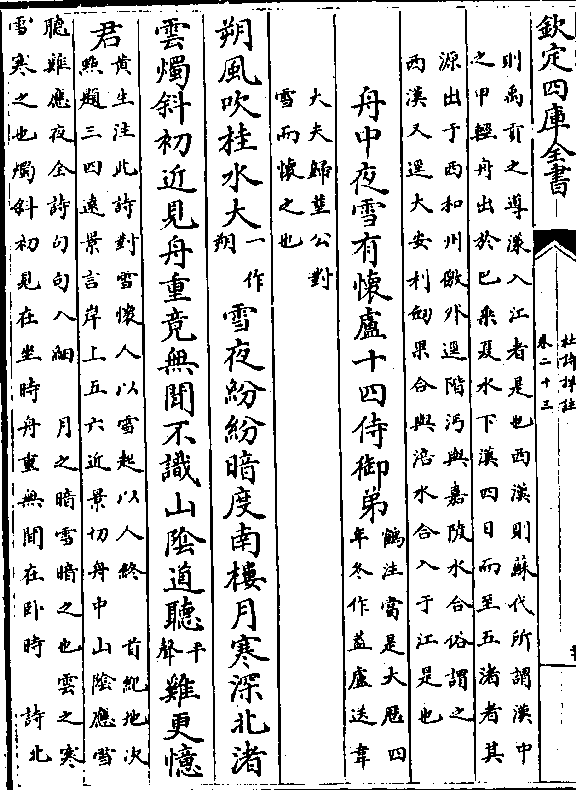 欽定四庫全書
杜詩詳註
卷二十三
則禹貢之導漾入江者是也西漢則蘇代所謂漢中
之甲輕舟出於巴乘夏水下漢四日而至五渚者其
源出于西和州徼外逕階沔與嘉陵水合俗謂之
西漢又逕大安利劍果合與涪水合入于江是也
舟中夜雪有懷盧十四侍御弟鶴注當是大厯四
年冬作蓋盧送韋
大夫歸塟公對
雪而懷之也
朔風吹桂水大一作朔雪夜紛紛暗度南樓月寒深北渚
雲燭斜初近見舟重竟無聞不識山陰道聽平聲雞更憶
君黄生注此詩對雪懷人以雪起以人終 首紀地次
點題三四遠景言岸上五六近景切舟中山陰應雪
聽雞應夜全詩句句入細 月之暗雪暗之也雲之寒
雪寒之也燭斜初見在坐時舟重無聞在卧時 詩北